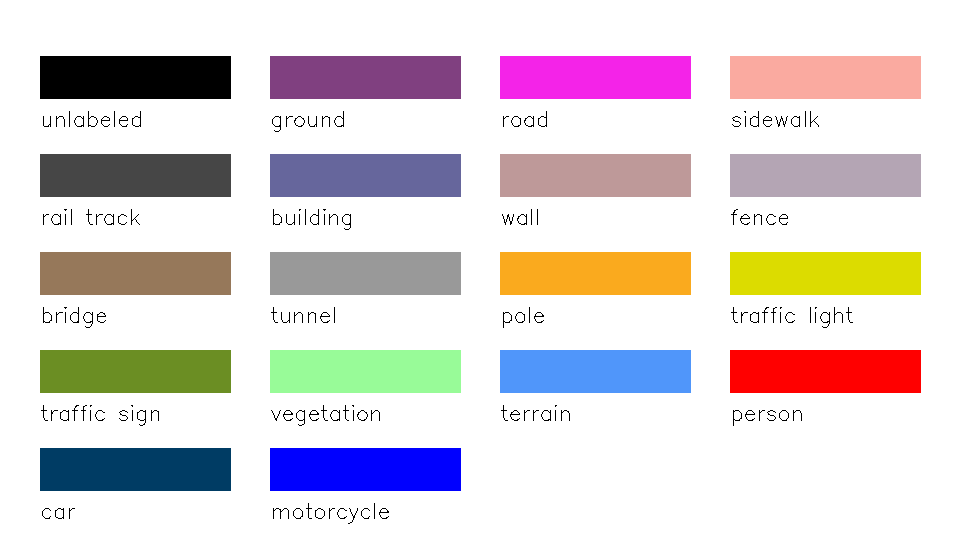 unlabeled
ground
road
sidewalk
rail track
building
wall
fence
bridge
tunnel
pole
traffic light
traffic sign
vegetation
terrain
person
car
motorcycle